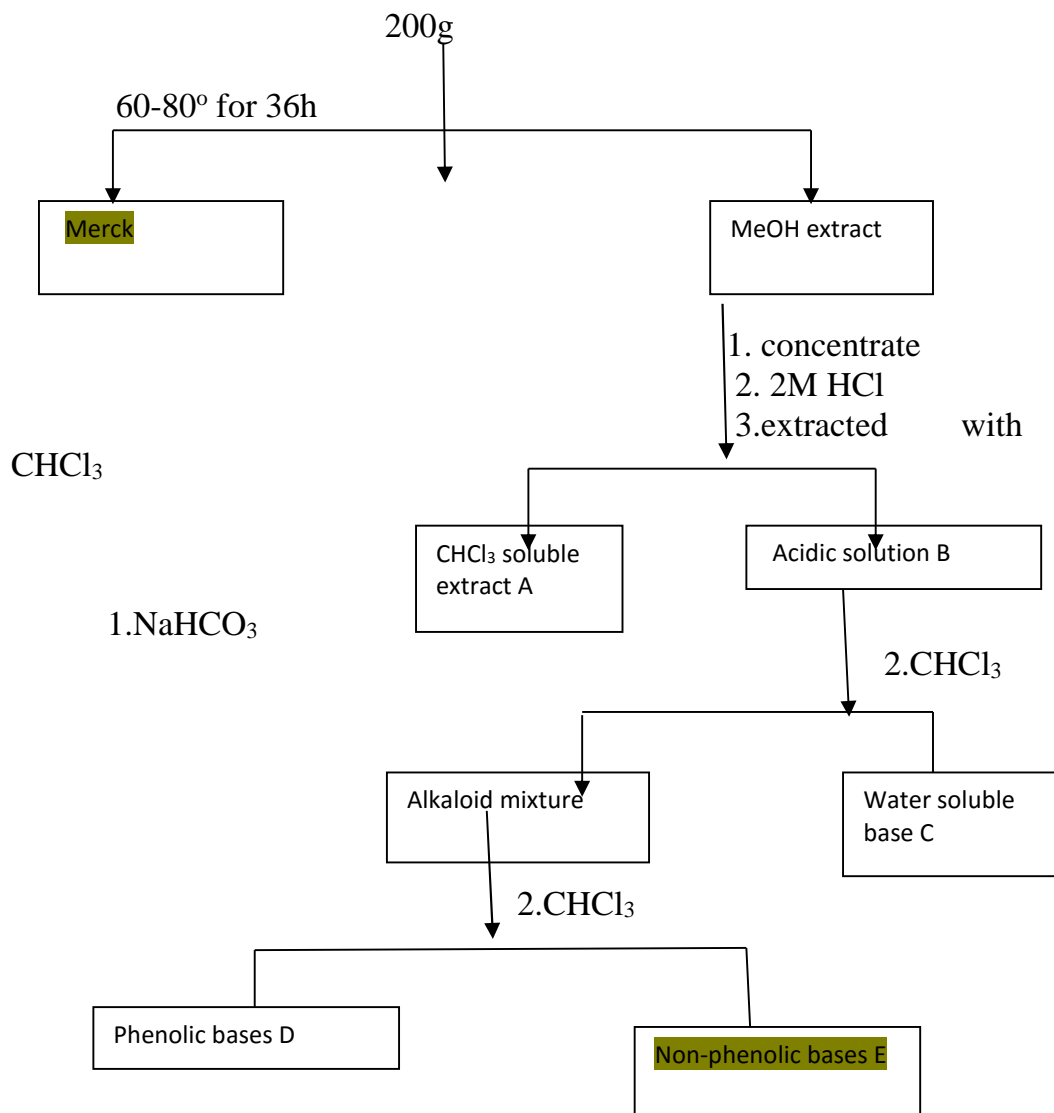 200g
60-80º for 36h
Merck
MeOH extract
1. concentrate
2. 2M HCl
3.extracted with
CHCl₃
CHCl₃ soluble
extract A
Acidic solution B
1.NaHCO₃
2.CHCl₃
Alkaloid mixture
Water soluble
base C
2.CHCl₃
Phenolic bases D
Non-phenolic bases E